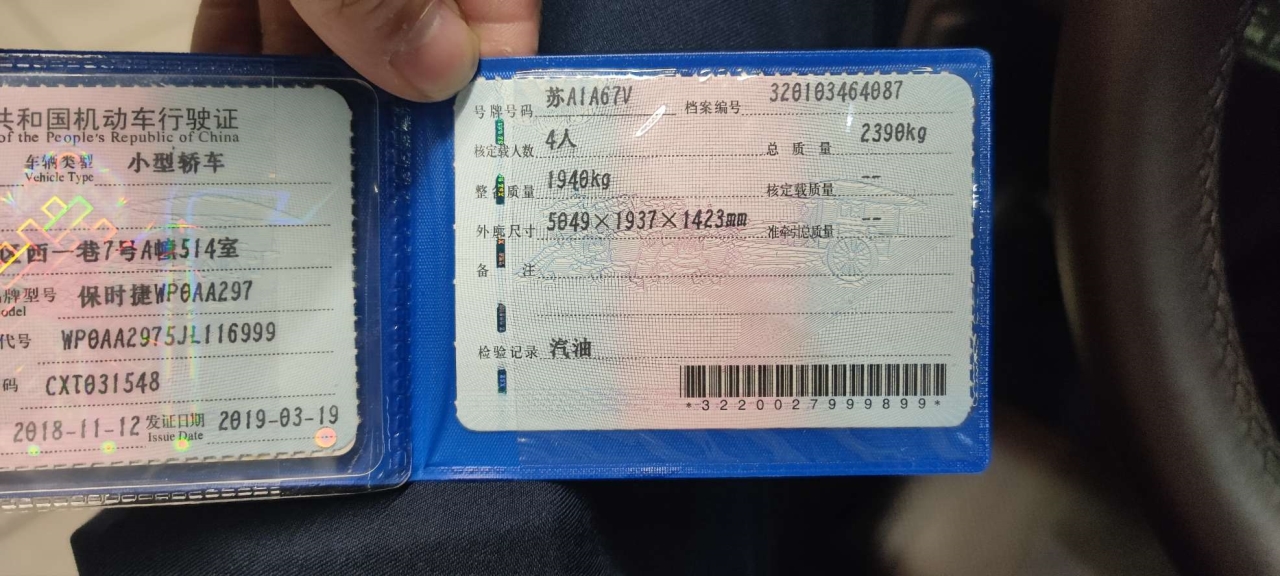 共和国机动车行驶证
of the People's Republic of China
车辆类型 小型轿车
Vehicle Type
西一巷7号A幢514室
牌型号 保时捷WP0AA297
odel
代号 WP0AA2975JL116999
码 CXT031548
2018-11-12 发证日期 2019-03-19
Issue Date
号牌号码 苏A1A67V 档案编号 320103464087
核定载人数 4人 总质量 2390kg
整备质量 1940kg 核定载质量 --
外廓尺寸 5049×1937×1423mm 准牵引总质量 --
备注
检验记录 汽油
*3220027999899*